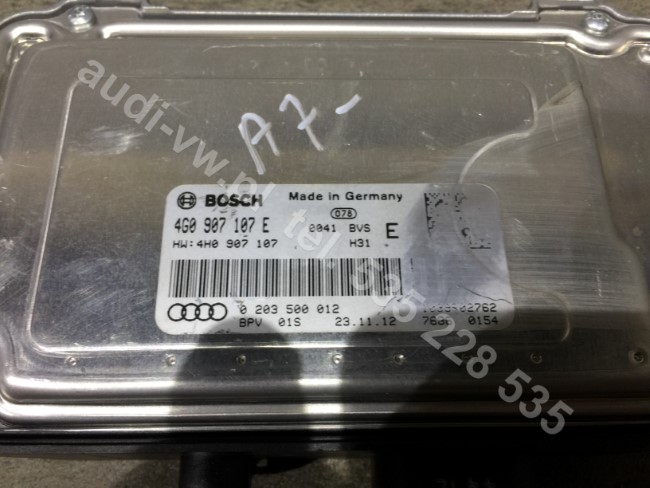 A7-
BOSCH Made in Germany
078
4G0 907 107 E 0041 BVS E
HW:4H0 907 107 H31
0 203 500 012
BPV 01S 23.11.12 0154
audi-vw.pl tel. 535 228 535